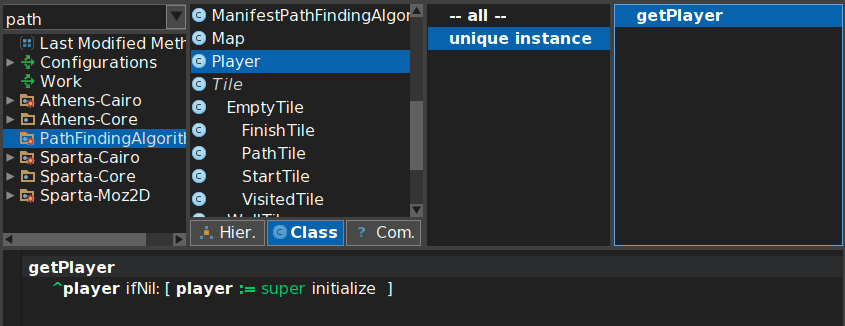 path
Last Modified Meth
Configurations
Work
Athens-Cairo
Athens-Core
PathFindingAlgorith
Sparta-Cairo
Sparta-Core
Sparta-Moz2D
ManifestPathFindingAlgor
Map
Player
Tile
EmptyTile
FinishTile
PathTile
StartTile
VisitedTile
WallTile
Hier.
Class
? Com.
-- all --
unique instance
getPlayer
getPlayer
^player ifNil: [ player := super initialize  ]